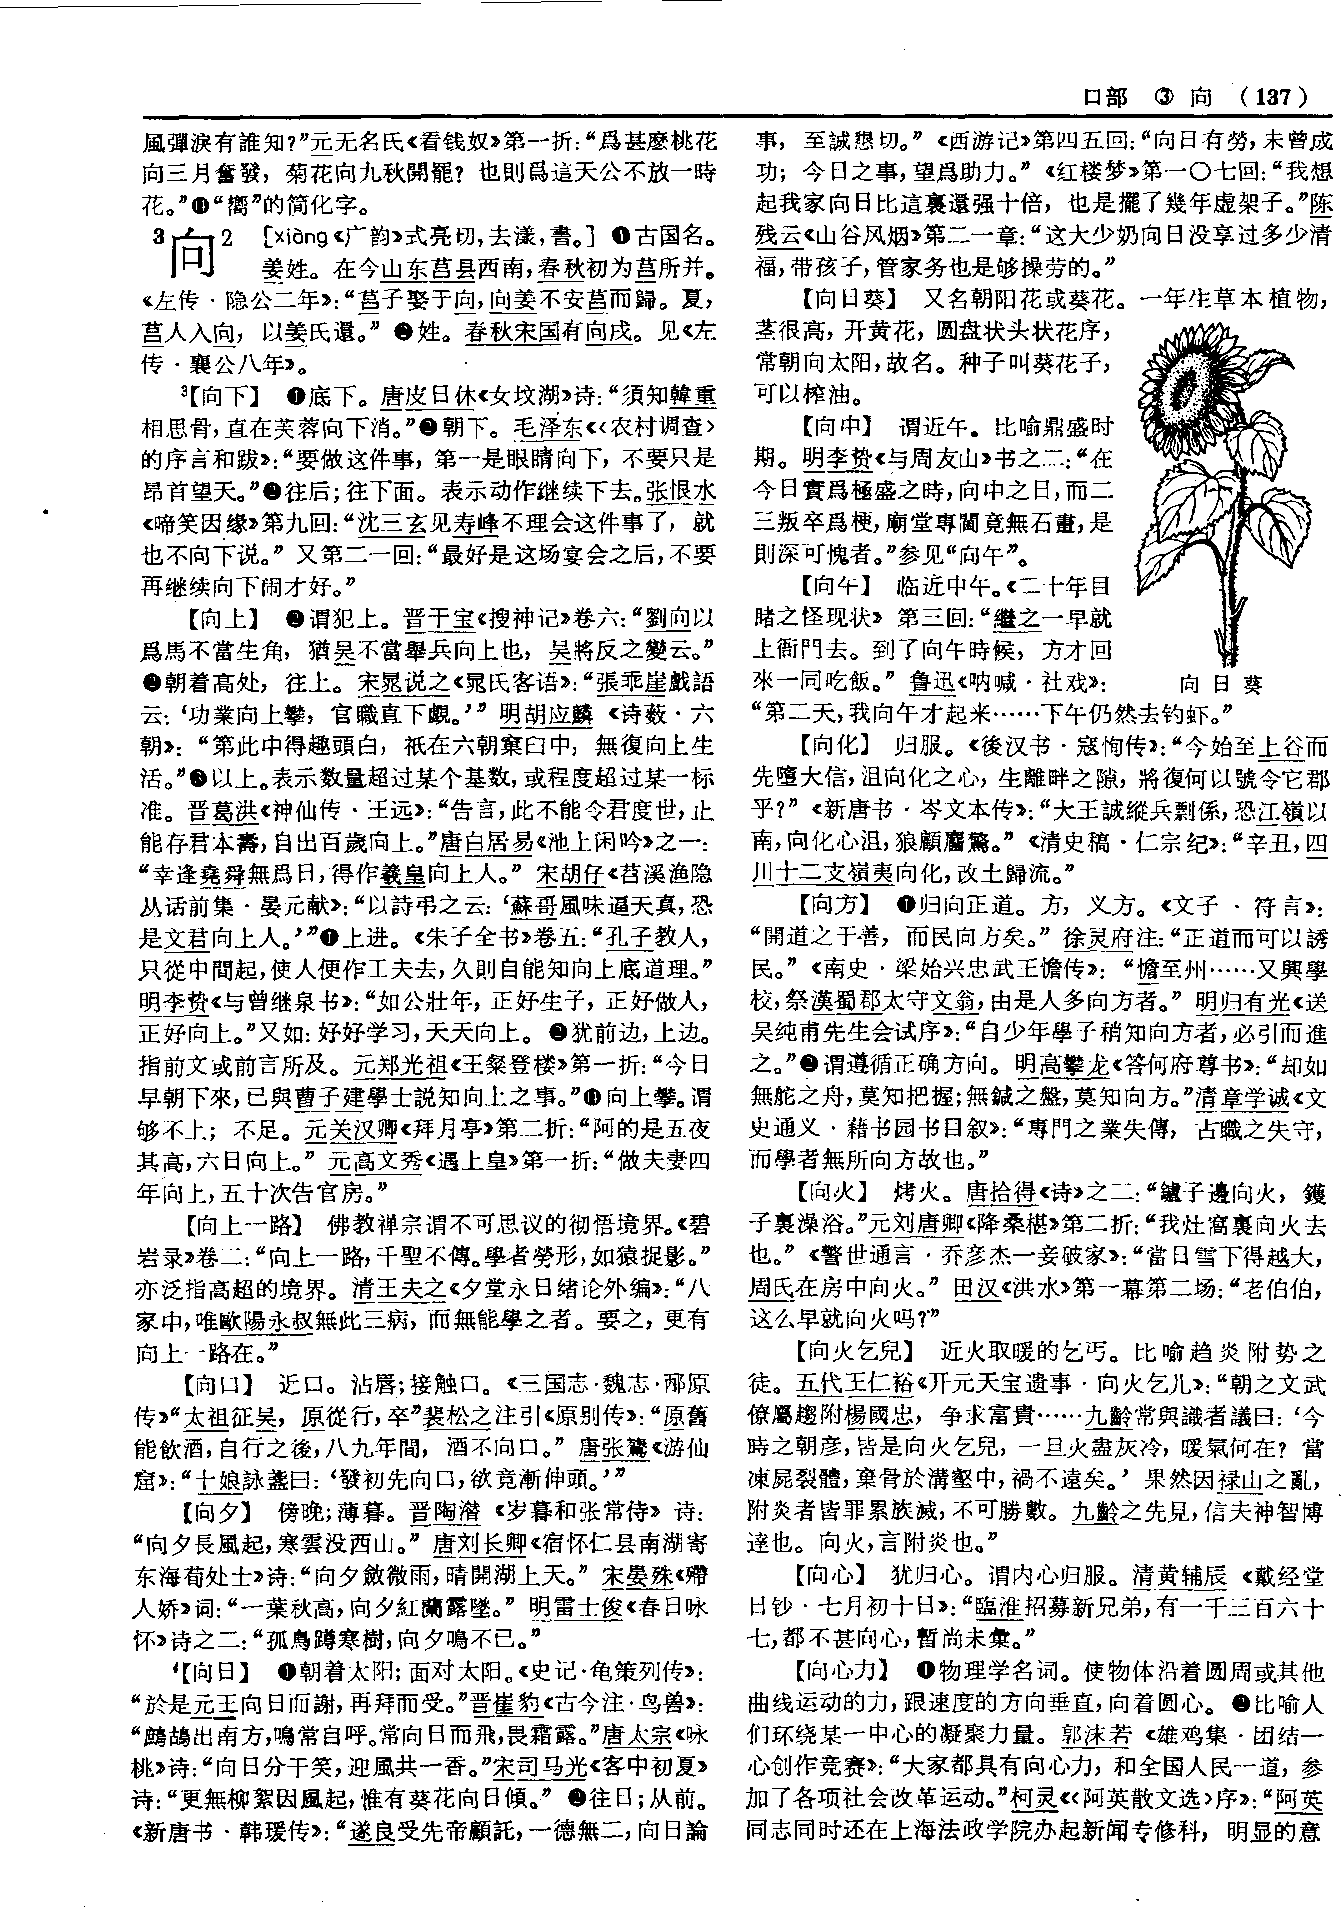 口部 ③ 向 （137）
風彈淚有誰知？”元无名氏《看钱奴》第一折：“爲甚麽桃花
向三月奮發，菊花向九秋開罷？也則爲這天公不放一時
花。”⓫“嚮”的简化字。
3向2 ［xiàng《广韵》式亮切，去漾，書。］❶古国名。
姜姓。在今山东莒县西南，春秋初为莒所并。
《左传·隐公二年》：“莒子娶于向，向姜不安莒而歸。夏，
莒人入向，以姜氏還。”❷姓。春秋宋国有向戌。见《左
传·襄公八年》。
3【向下】 ❶底下。唐皮日休《女坟湖》诗：“須知韓重
相思骨，直在芙蓉向下消。”❷朝下。毛泽东《〈农村调查〉
的序言和跋》：“要做这件事，第一是眼睛向下，不要只是
昂首望天。”❸往后；往下面。表示动作继续下去。张恨水
《啼笑因缘》第九回：“沈三玄见寿峰不理会这件事了，就
也不向下说。”又第二一回：“最好是这场宴会之后，不要
再继续向下闹才好。”
【向上】 ❶谓犯上。晋干宝《搜神记》卷六：“劉向以
爲馬不當生角，猶吴不當舉兵向上也，吴將反之變云。”
❷朝着高处，往上。宋晁说之《晁氏客语》：“張乖崖戲語
云：‘功業向上攀，官職直下覷。’”明胡应麟《诗薮·六
朝》：“第此中得趣頭白，衹在六朝窠臼中，無復向上生
活。”❸以上。表示数量超过某个基数，或程度超过某一标
准。晋葛洪《神仙传·王远》：“告言，此不能令君度世，止
能存君本壽，自出百歲向上。”唐白居易《池上闲吟》之一：
“幸逢堯舜無爲日，得作羲皇向上人。”宋胡仔《苕溪渔隐
丛话前集·晏元献》：“以詩弔之云：‘蘇哥風味逼天真，恐
是文君向上人。’”❹上进。《朱子全书》卷五：“孔子教人，
只從中間起，使人便作工夫去，久則自能知向上底道理。”
明李贽《与曾继泉书》：“如公壯年，正好生子，正好做人，
正好向上。”又如：好好学习，天天向上。❺犹前边，上边。
指前文或前言所及。元郑光祖《王粲登楼》第一折：“今日
早朝下來，已與曹子建學士説知向上之事。”❻向上攀。谓
够不上；不足。元关汉卿《拜月亭》第二折：“阿的是五夜
其高，六日向上。”元高文秀《遇上皇》第一折：“做夫妻四
年向上，五十次告官房。”
【向上一路】 佛教禅宗谓不可思议的彻悟境界。《碧
岩录》卷二：“向上一路，千聖不傳。學者勞形，如猿捉影。”
亦泛指高超的境界。清王夫之《夕堂永日绪论外编》：“八
家中，唯歐陽永叔無此三病，而無能學之者。要之，更有
向上一路在。”
【向口】 近口。沾唇；接触口。《三国志·魏志·邴原
传》“太祖征吴，原從行，卒”裴松之注引《原别传》：“原舊
能飲酒，自行之後，八九年間，酒不向口。”唐张鷟《游仙
窟》：“十娘詠盞曰：‘發初先向口，欲竟漸伸頭。’”
【向夕】 傍晚；薄暮。晋陶潜《岁暮和张常侍》诗：
“向夕長風起，寒雲没西山。”唐刘长卿《宿怀仁县南湖寄
东海荀处士》诗：“向夕斂微雨，晴開湖上天。”宋晏殊《殢
人娇》词：“一葉秋高，向夕紅蘭露墜。”明雷士俊《春日咏
怀》诗之二：“孤鳥蹲寒樹，向夕鳴不已。”
4【向日】 ❶朝着太阳；面对太阳。《史记·龟策列传》：
“於是元王向日而謝，再拜而受。”晋崔豹《古今注·鸟兽》：
“鷓鴣出南方，鳴常自呼。常向日而飛，畏霜露。”唐太宗《咏
桃》诗：“向日分千笑，迎風共一香。”宋司马光《客中初夏》
诗：“更無柳絮因風起，惟有葵花向日傾。”❷往日；从前。
《新唐书·韩瑗传》：“遂良受先帝顧託，一德無二，向日論
事，至誠懇切。”《西游记》第四五回：“向日有勞，未曾成
功；今日之事，望爲助力。”《红楼梦》第一〇七回：“我想
起我家向日比這裏還强十倍，也是擺了幾年虚架子。”陈
残云《山谷风烟》第二一章：“这大少奶向日没享过多少清
福，带孩子，管家务也是够操劳的。”
【向日葵】 又名朝阳花或葵花。一年生草本植物，
茎很高，开黄花，圆盘状头状花序，
常朝向太阳，故名。种子叫葵花子，
可以榨油。
【向中】 谓近午。比喻鼎盛时
期。明李贽《与周友山》书之二：“在
今日實爲極盛之時，向中之日，而二
三叛卒爲梗，廟堂專閫竟無石畫，是
則深可愧者。”参见“向午”。
【向午】 临近中午。《二十年目
睹之怪现状》第三回：“繼之一早就
上衙門去。到了向午時候，方才回
來一同吃飯。”鲁迅《呐喊·社戏》：
“第二天，我向午才起来……下午仍然去钓虾。”
向日葵
【向化】 归服。《後汉书·寇恂传》：“今始至上谷而
先墮大信，沮向化之心，生離畔之隙，將復何以號令它郡
乎？”《新唐书·岑文本传》：“大王誠縱兵剽係，恐江嶺以
南，向化心沮，狼顧麕驚。”《清史稿·仁宗纪》：“辛丑，四
川十二支嶺夷向化，改土歸流。”
【向方】 ❶归向正道。方，义方。《文子·符言》：
“開道之于善，而民向方矣。”徐灵府注：“正道而可以誘
民。”《南史·梁始兴忠武王憺传》：“憺至州……又興學
校，祭漢蜀郡太守文翁，由是人多向方者。”明归有光《送
吴纯甫先生会试序》：“自少年學子稍知向方者，必引而進
之。”❷谓遵循正确方向。明高攀龙《答何府尊书》：“却如
無舵之舟，莫知把握；無鍼之盤，莫知向方。”清章学诚《文
史通义·藉书园书目叙》：“專門之業失傳，占職之失守，
而學者無所向方故也。”
【向火】 烤火。唐拾得《诗》之二：“鑪子邊向火，鑊
子裏澡浴。”元刘唐卿《降桑椹》第二折：“我灶窩裏向火去
也。”《警世通言·乔彦杰一妾破家》：“當日雪下得越大，
周氏在房中向火。”田汉《洪水》第一幕第二场：“老伯伯，
这么早就向火吗？”
【向火乞兒】 近火取暖的乞丐。比喻趋炎附势之
徒。五代王仁裕《开元天宝遗事·向火乞儿》：“朝之文武
僚屬趨附楊國忠，争求富貴……九齡常與識者議曰：‘今
時之朝彦，皆是向火乞兒，一旦火盡灰冷，暖氣何在？當
凍屍裂體，棄骨於溝壑中，禍不遠矣。’果然因禄山之亂，
附炎者皆罪累族滅，不可勝數。九齡之先見，信夫神智博
達也。向火，言附炎也。”
【向心】 犹归心。谓内心归服。清黄辅辰《戴经堂
日钞·七月初十日》：“臨淮招募新兄弟，有一千三百六十
七，都不甚向心，暫尚未彙。”
【向心力】 ❶物理学名词。使物体沿着圆周或其他
曲线运动的力，跟速度的方向垂直，向着圆心。❷比喻人
们环绕某一中心的凝聚力量。郭沫若《雄鸡集·团结一
心创作竞赛》：“大家都具有向心力，和全国人民一道，参
加了各项社会改革运动。”柯灵《〈阿英散文选〉序》：“阿英
同志同时还在上海法政学院办起新闻专修科，明显的意